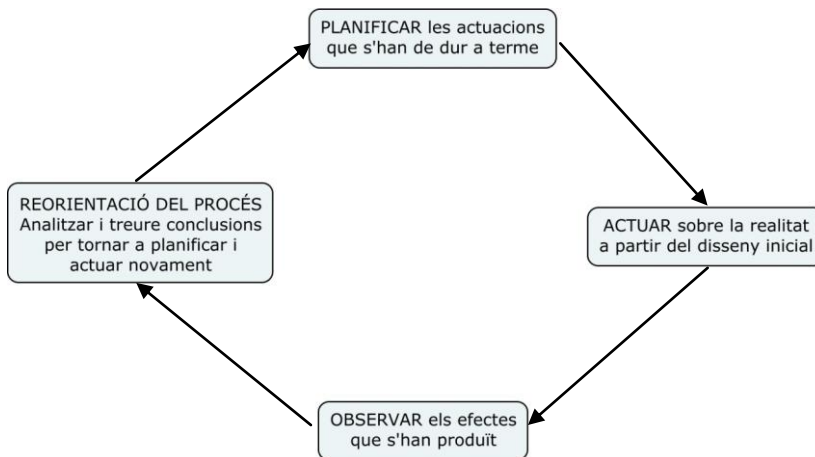 PLANIFICAR les actuacions
que s'han de dur a terme
ACTUAR sobre la realitat
a partir del disseny inicial
OBSERVAR els efectes
que s'han produït
REORIENTACIÓ DEL PROCÉS
Analitzar i treure conclusions
per tornar a planificar i
actuar novament